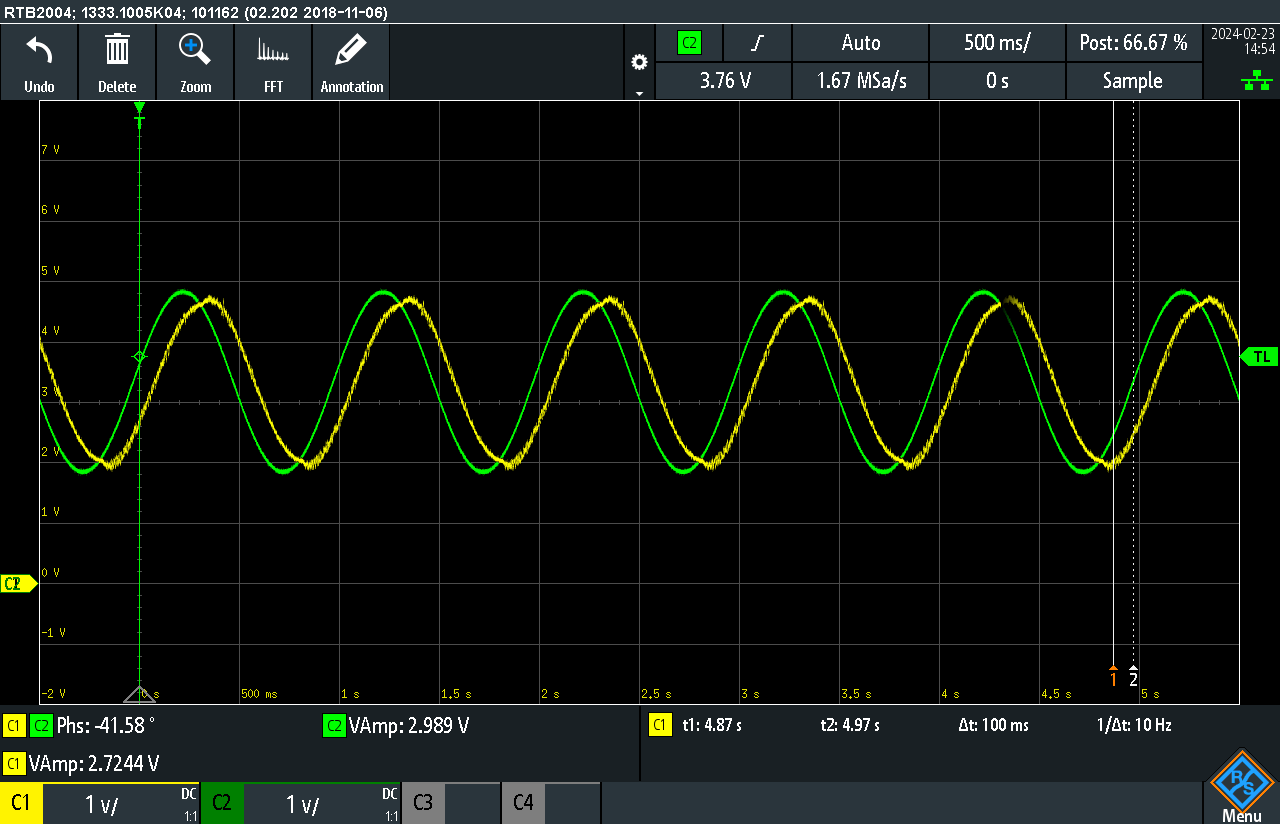 RTB2004; 1333.1005K04; 101162 (02.202 2018-11-06)
Undo Delete Zoom FFT Annotation
C2 Auto 500 ms/ Post: 66.67 % 2024-02-23
14:54
3.76 V 1.67 MSa/s 0 s Sample
T
7 V
6 V
5 V
4 V
TL
3
2 V
1 V
0 V
-1 V
1 2
-2 V 0 s 500 ms 1 s 1.5 s 2 s 2.5 s 3 s 3.5 s 4 s 4.5 s 5 s
C1 C2 Phs: -41.58 ° C2 VAmp: 2.989 V C1 t1: 4.87 s t2: 4.97 s Δt: 100 ms 1/Δt: 10 Hz
C1 VAmp: 2.7244 V
C1 1 V/ DC 1:1 C2 1 V/ DC 1:1 C3 C4
R S
Menu